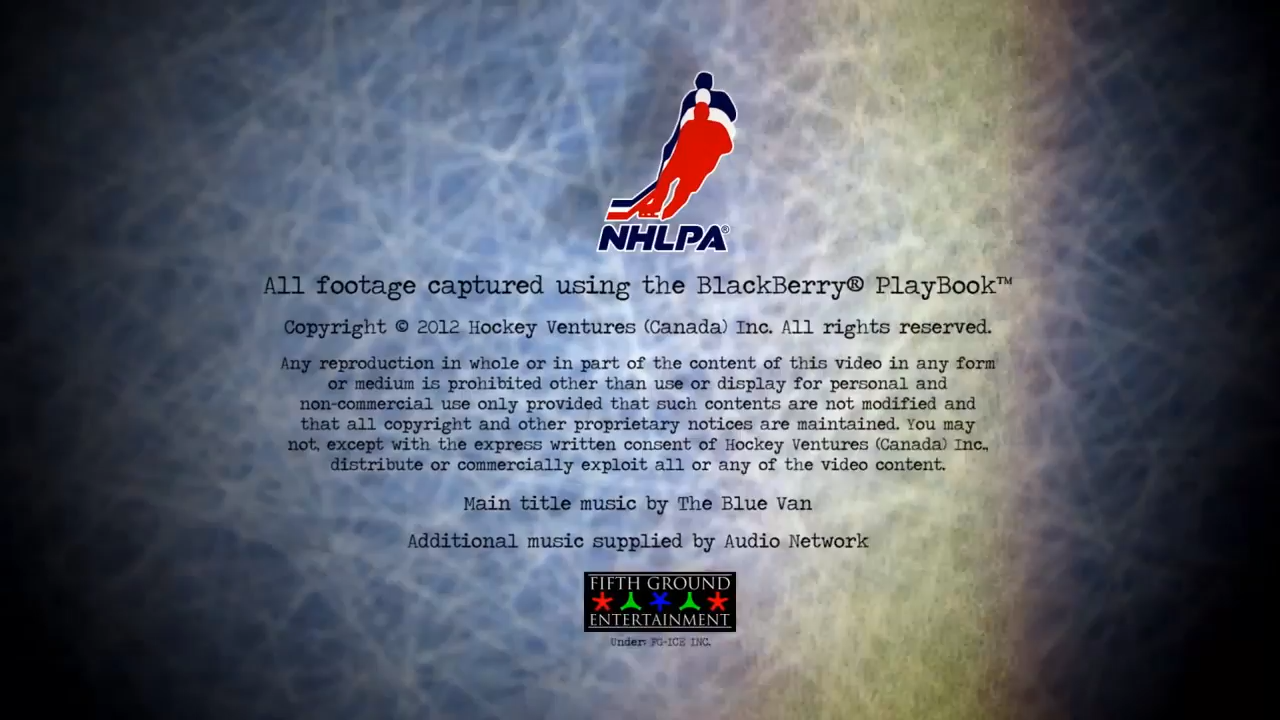 NHLPA®
All footage captured using the BlackBerry® PlayBook™
Copyright © 2012 Hockey Ventures (Canada) Inc. All rights reserved.
Any reproduction in whole or in part of the content of this video in any form
or medium is prohibited other than use or display for personal and
non-commercial use only provided that such contents are not modified and
that all copyright and other proprietary notices are maintained. You may
not, except with the express written consent of Hockey Ventures (Canada) Inc.,
distribute or commercially exploit all or any of the video content.
Main title music by The Blue Van
Additional music supplied by Audio Network
FIFTH GROUND
ENTERTAINMENT
Under: FG-ICE INC.